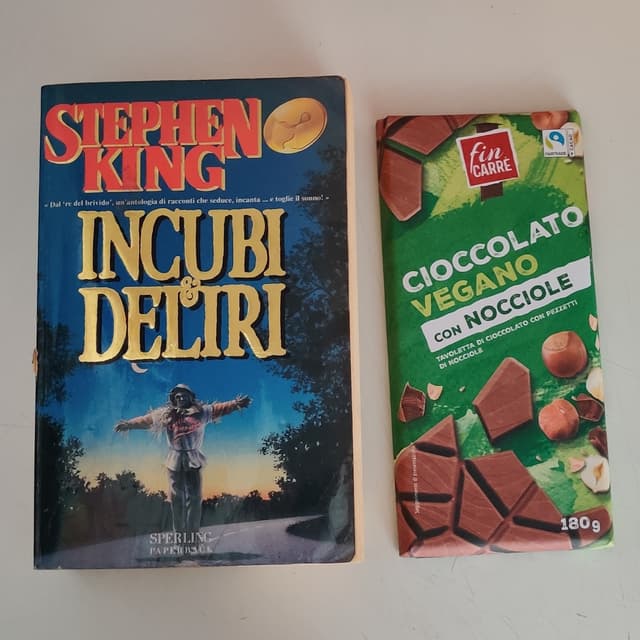 STEPHEN
KING
« Dal 're del brivido', un'antologia di racconti che seduce, incanta ... e toglie il sonno! »
INCUBI
&
DELIRI
SPERLING
PAPERBACK
fin
CARRÉ
FAIRTRADE
CIOCCOLATO
VEGANO
CON NOCCIOLE
TAVOLETTA DI CIOCCOLATO CON PEZZETTI
DI NOCCIOLE
180g